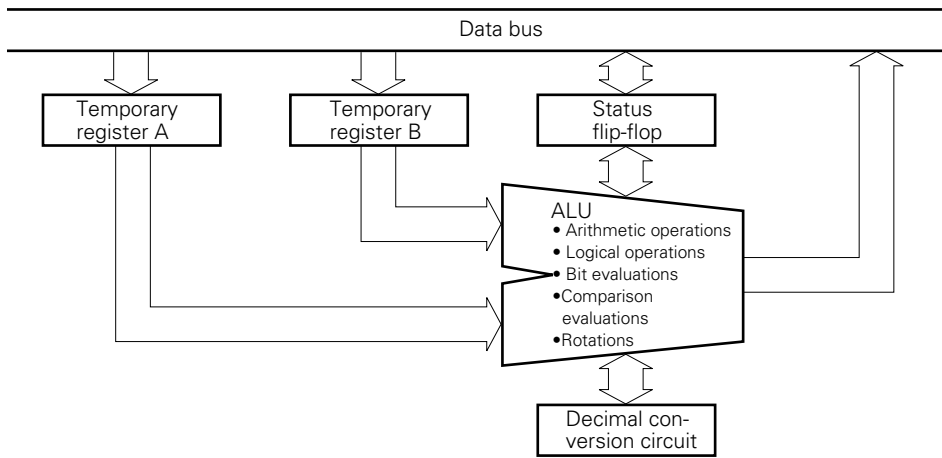 Data bus
Temporary
register A
Temporary
register B
Status
flip-flop
ALU
• Arithmetic operations
• Logical operations
• Bit evaluations
•Comparison
evaluations
•Rotations
Decimal con-
version circuit